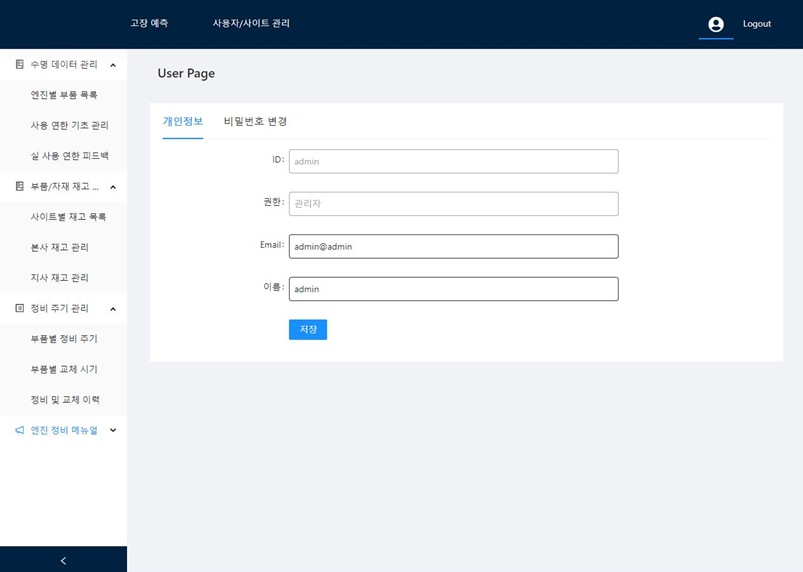 고장 예측
사용자/사이트 관리
Logout
수명 데이터 관리
엔진별 부품 목록
사용 연한 기초 관리
실 사용 연한 피드백
부품/자재 재고 ...
사이트별 재고 목록
본사 재고 관리
지사 재고 관리
정비 주기 관리
부품별 정비 주기
부품별 교체 시기
정비 및 교체 이력
엔진 정비 메뉴얼
User Page
개인정보
비밀번호 변경
ID: admin
권한: 관리자
Email: admin@admin
이름: admin
저장